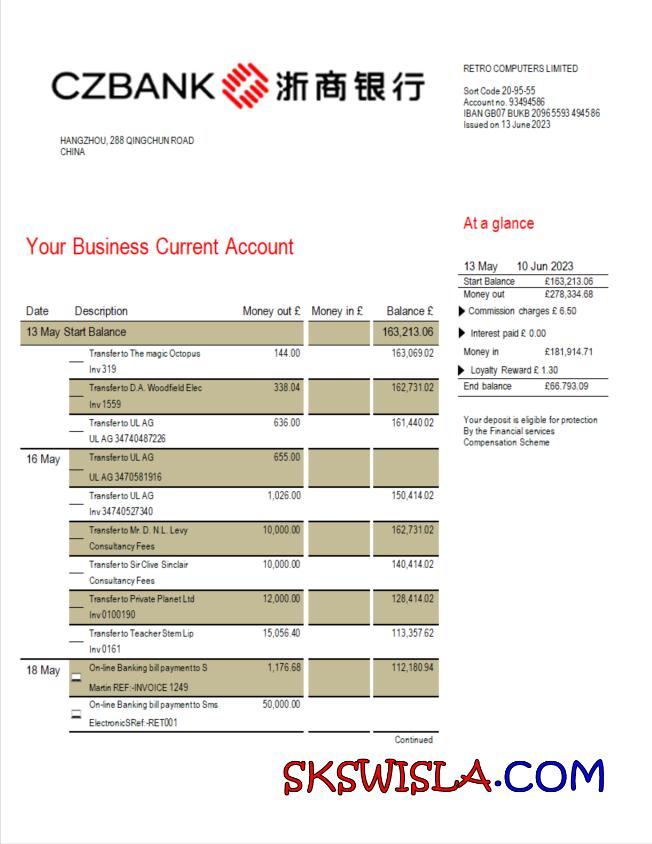 CZBANK 浙商银行
HANGZHOU, 288 QINGCHUN ROAD
CHINA
RETRO COMPUTERS LIMITED
Sort Code 20-95-55
Account no. 93494586
IBAN GB07 BUKB 2096 5593 494586
Issued on 13 June 2023
At a glance
13 May 10 Jun 2023
Start Balance £163,213.06
Money out £278,334.68
Commission charges £ 6.50
Interest paid £ 0.00
Money in £181,914.71
Loyalty Reward £ 1.30
End balance £66.793.09
Your deposit is eligible for protection
By the Financial services
Compensation Scheme
Your Business Current Account
Date Description Money out £ Money in £ Balance £
13 May Start Balance 163,213.06
Transfer to The magic Octopus 144.00 163,069.02
Inv 319
Transfer to D.A. Woodfield Elec 338.04 162,731.02
Inv 1559
Transfer to UL AG 636.00 161,440.02
UL AG 34740487226
16 May Transfer to UL AG 655.00
UL AG 3470581916
Transfer to UL AG 1,026.00 150,414.02
Inv 34740527340
Transfer to Mr. D. N.L. Levy 10,000.00 162,731.02
Consultancy Fees
Transfer to Sir Clive Sinclair 10,000.00 140,414.02
Consultancy Fees
Transfer to Private Planet Ltd 12,000.00 128,414.02
Inv 0100190
Transfer to Teacher Stem Lip 15,056.40 113,357.62
Inv 0161
18 May On-line Banking bill payment to S 1,176.68 112,180.94
Martin REF:-INVOICE 1249
On-line Banking bill payment to Sms 50,000.00
ElectronicSRef:-RET001
Continued
SKSWISLA.COM